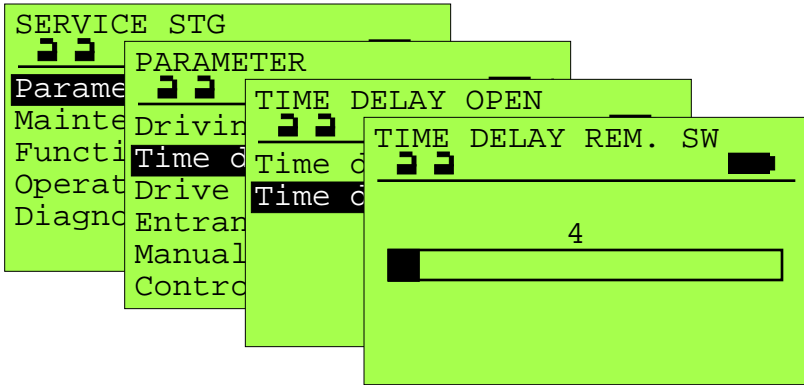 SERVICE STG
Parame
Mainte
Functi
Operat
Diagno
PARAMETER
Drivin
Time d
Drive
Entran
Manual
Contro
TIME DELAY OPEN
Time d
Time d
TIME DELAY REM. SW
4